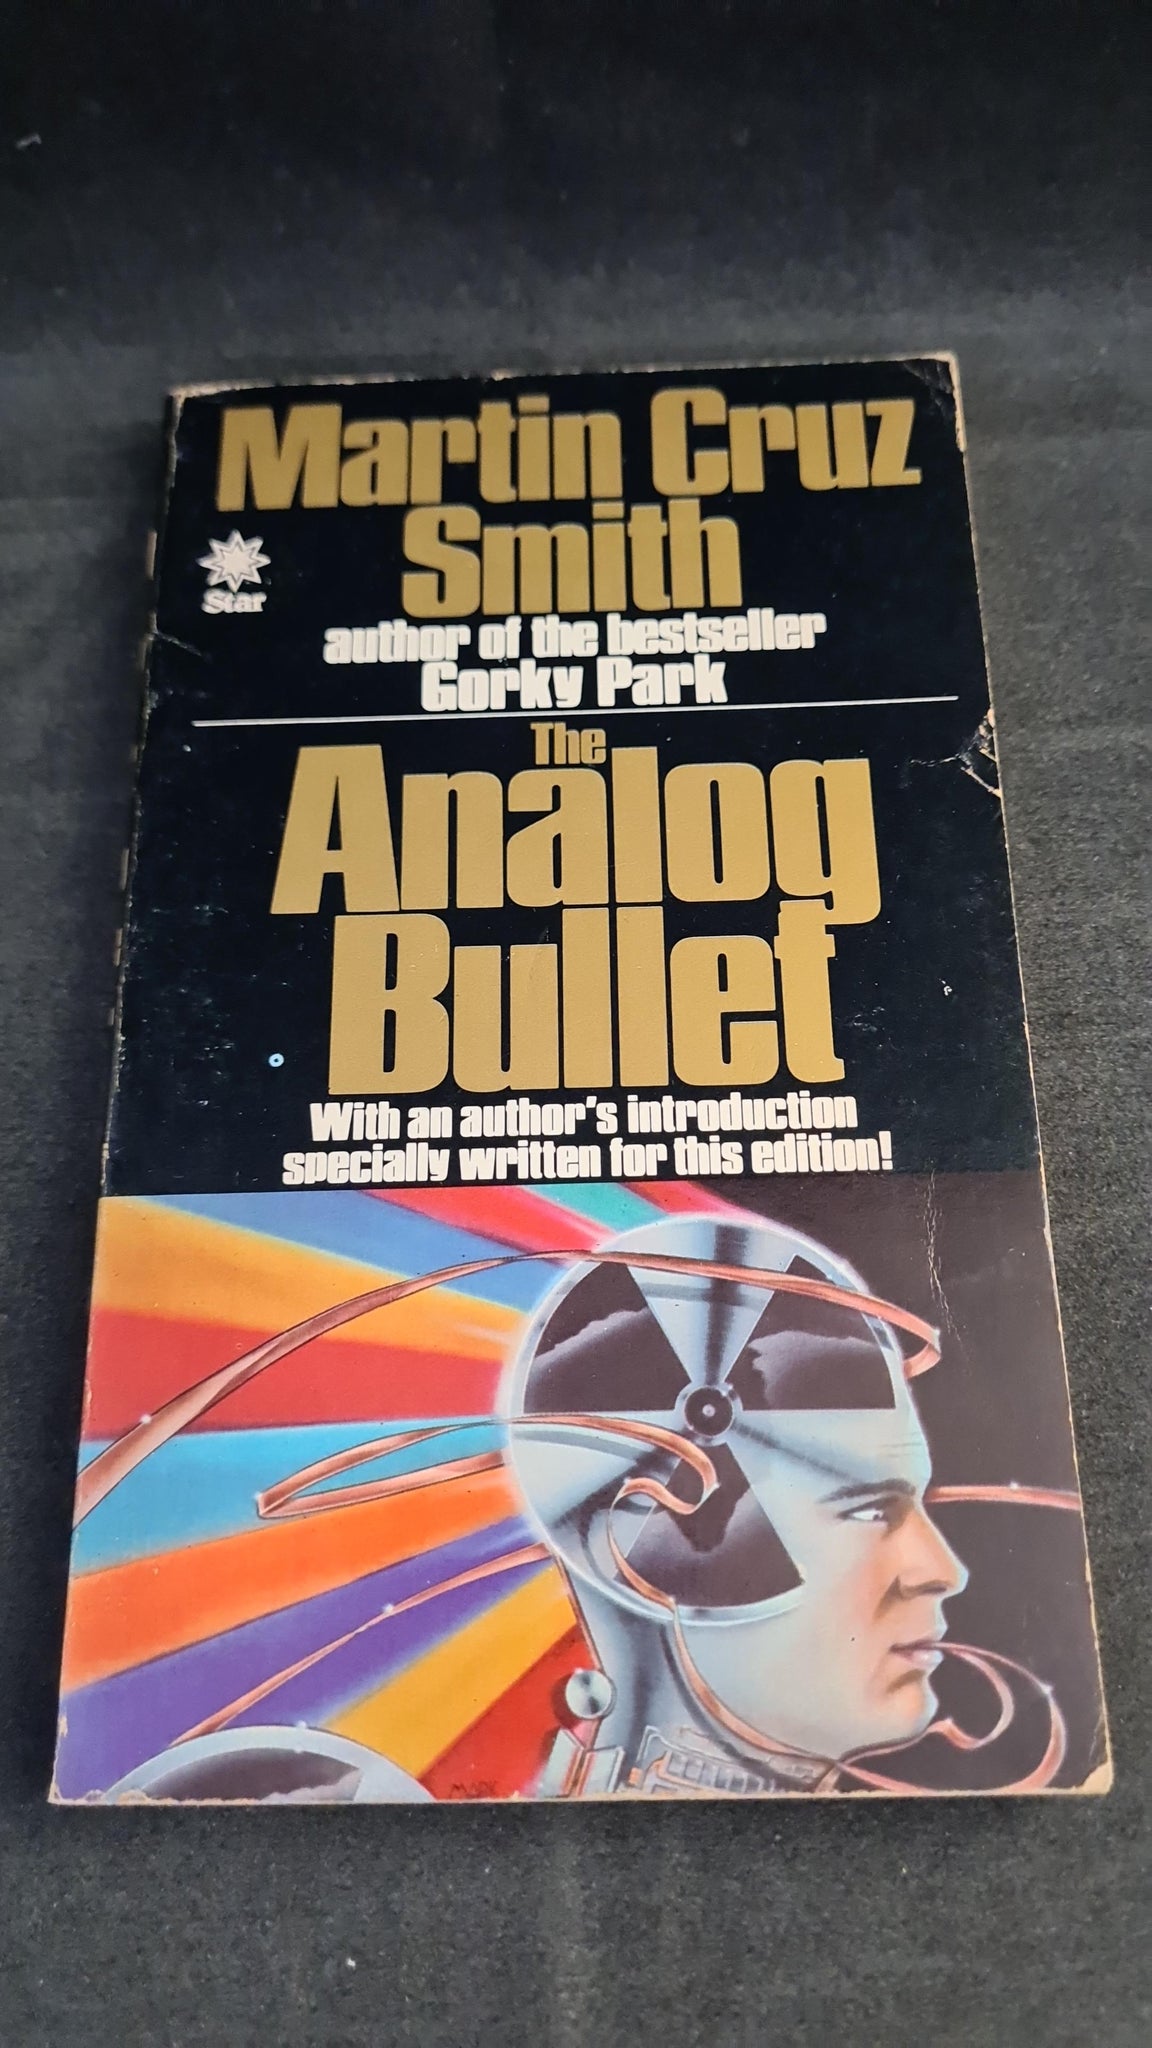 Martin Cruz
Smith
Star
author of the bestseller
Gorky Park
The
Analog
Bullet
With an author's introduction
specially written for this edition!
MARK